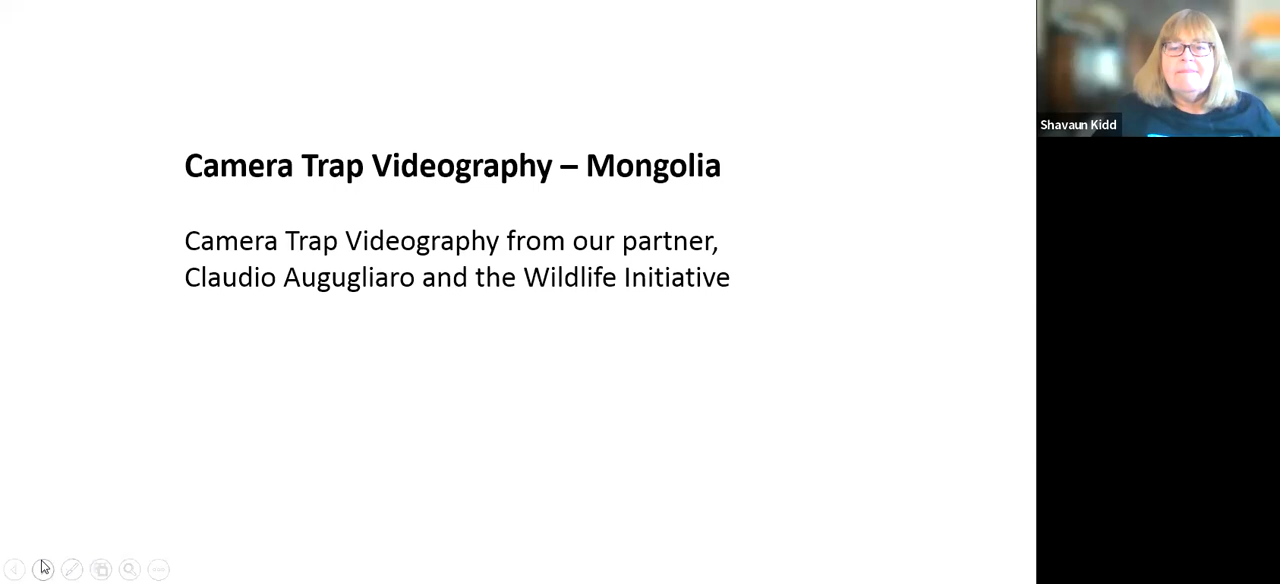 Camera Trap Videography – Mongolia
Camera Trap Videography from our partner,
Claudio Augugliaro and the Wildlife Initiative
Shavaun Kidd